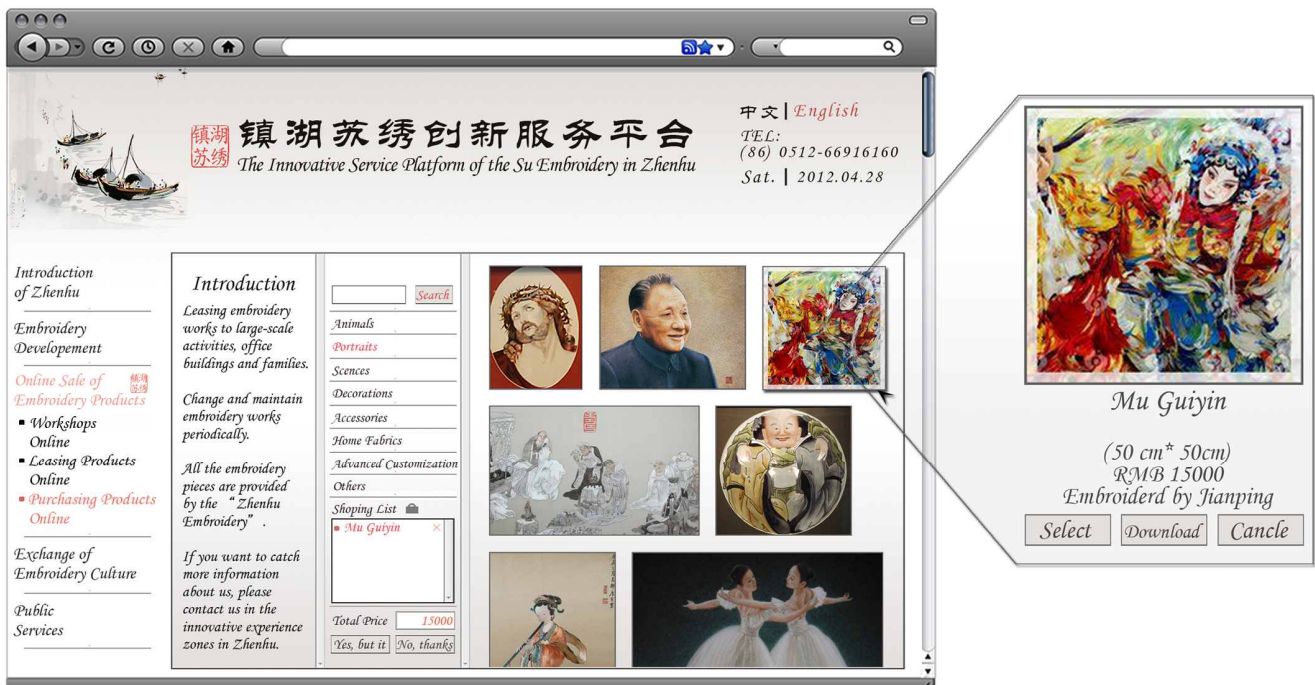 镇湖
苏绣
镇湖苏绣创新服务平台
The Innovative Service Platform of the Su Embroidery in Zhenhu
中文|English
TEL:
(86) 0512-66916160
Sat. | 2012.04.28
Introduction
of Zhenhu
Embroidery
Developement
Online Sale of
Embroidery Products
镇湖
苏绣
Workshops
Online
Leasing Products
Online
Purchasing Products
Online
Exchange of
Embroidery Culture
Public
Services
Introduction
Leasing embroidery
works to large-scale
activities, office
buildings and families.
Change and maintain
embroidery works
periodically.
All the embroidery
pieces are provided
by the “Zhenhu
Embroidery” .
If you want to catch
more information
about us, please
contact us in the
innovative experience
zones in Zhenhu.
Search
Animals
Portraits
Scences
Decorations
Accessories
Home Fabrics
Advanced Customization
Others
Shoping List
Mu Guiyin
Total Price 15000
Yes, but it No, thanks
Mu Guiyin
(50 cm* 50cm)
RMB 15000
Embroiderd by Jianping
Select Download Cancle